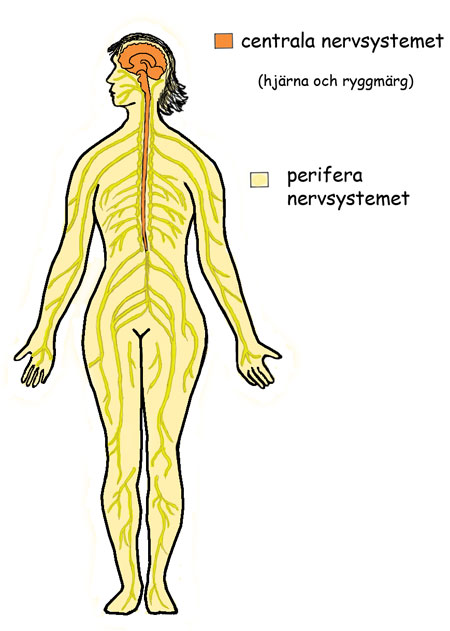 centrala nervsystemet
(hjärna och ryggmärg)
perifera
nervsystemet